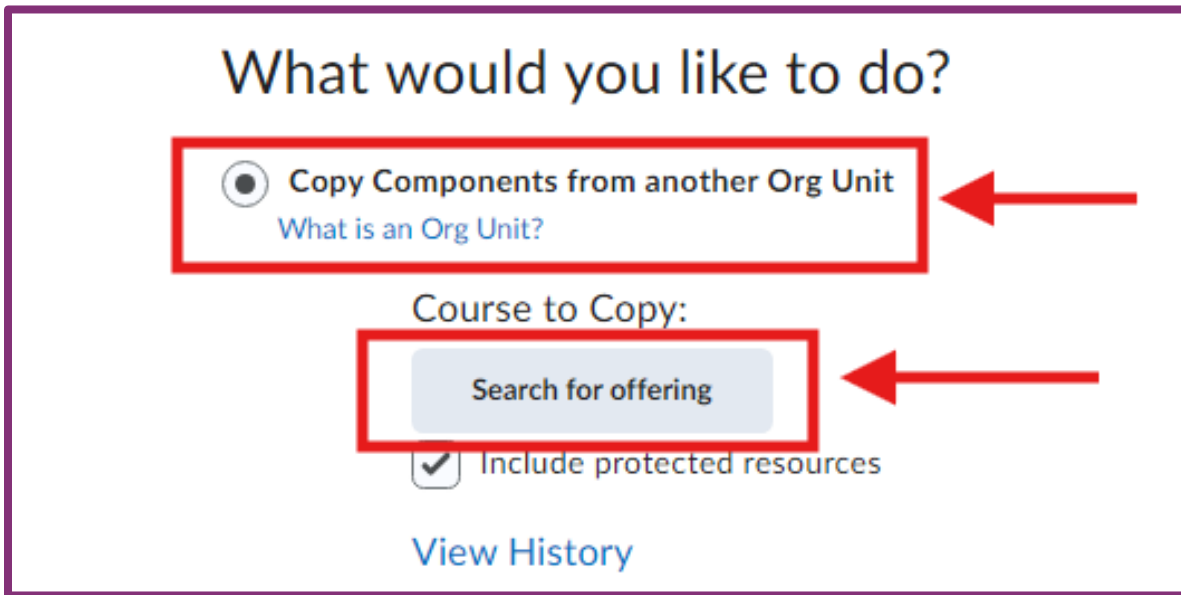 What would you like to do?
Copy Components from another Org Unit
What is an Org Unit?
Course to Copy:
Search for offering
Include protected resources
View History